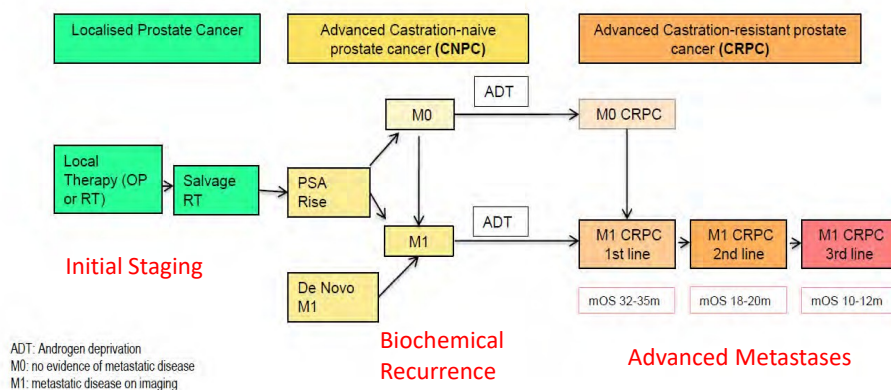 Localised Prostate Cancer
Advanced Castration-naive
prostate cancer (CNPC)
Advanced Castration-resistant prostate
cancer (CRPC)
ADT
M0
M0 CRPC
Local
Therapy (OP
or RT)
Salvage
RT
PSA
Rise
ADT
M1
M1 CRPC
1st line
M1 CRPC
2nd line
M1 CRPC
3rd line
Initial Staging
De Novo
M1
mOS 32-35m
mOS 18-20m
mOS 10-12m
Biochemical
Recurrence
Advanced Metastases
ADT: Androgen deprivation
M0: no evidence of metastatic disease
M1: metastatic disease on imaging